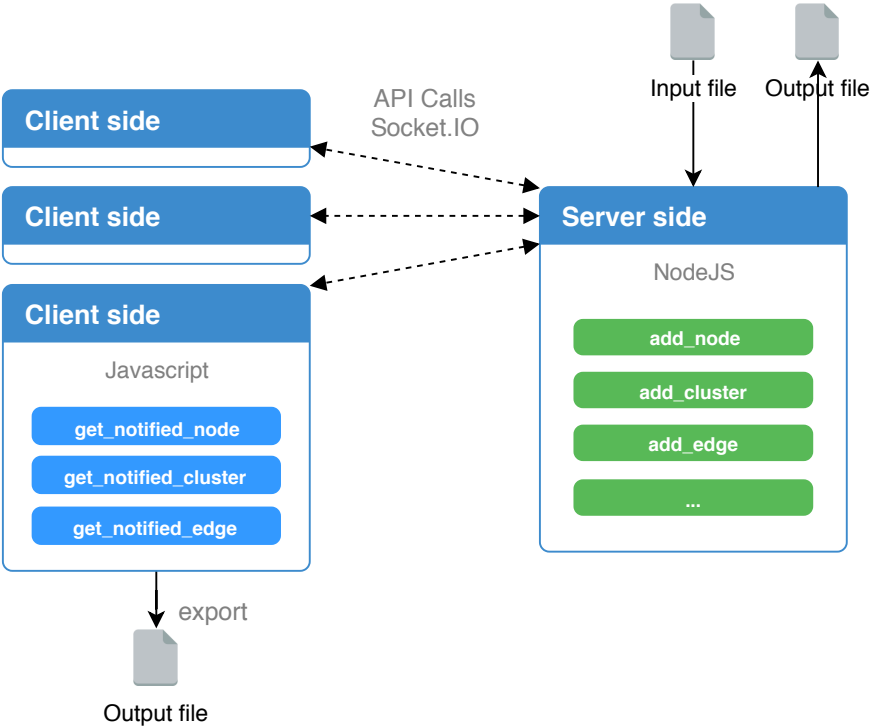 Input file
Output file
API Calls
Socket.IO
Client side
Client side
Client side
Javascript
get_notified_node
get_notified_cluster
get_notified_edge
export
Output file
Server side
NodeJS
add_node
add_cluster
add_edge
...